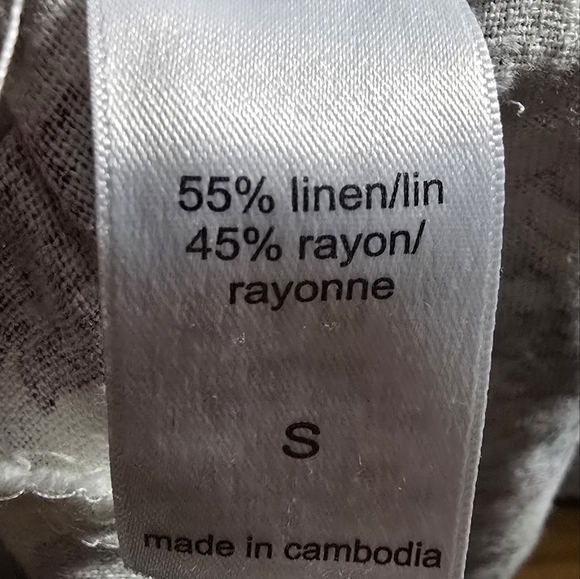 55% linen/lin
45% rayon/
rayonne
S
made in cambodia